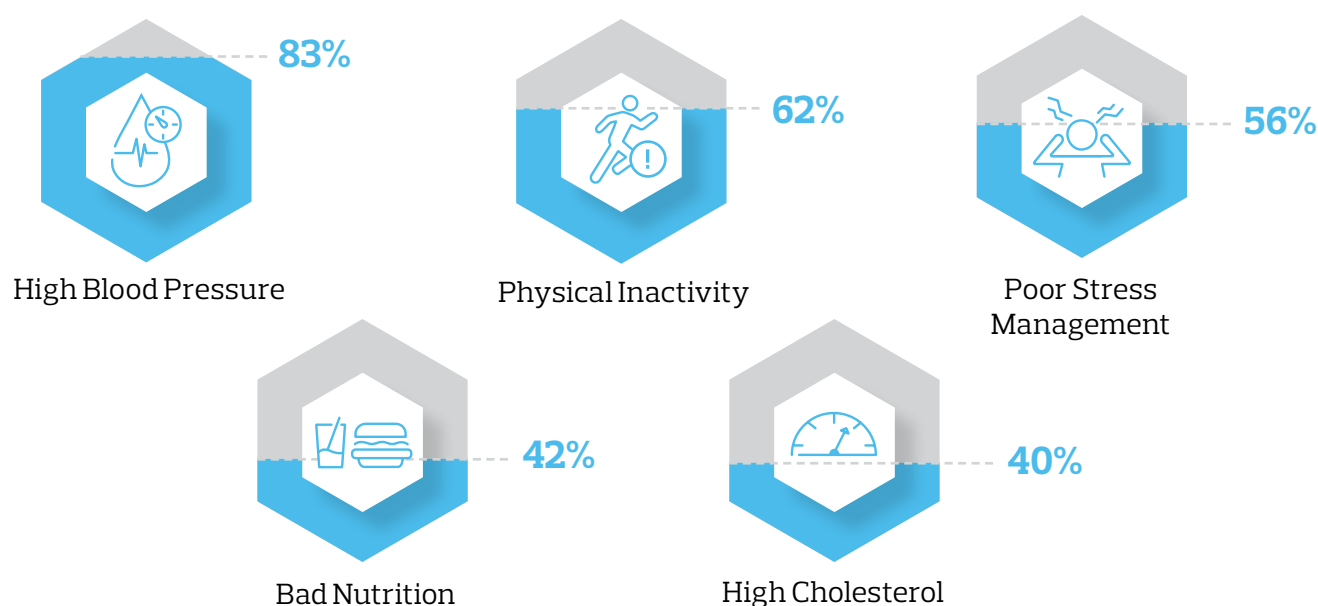 83%
High Blood Pressure
62%
Physical Inactivity
56%
Poor Stress
Management
42%
Bad Nutrition
40%
High Cholesterol